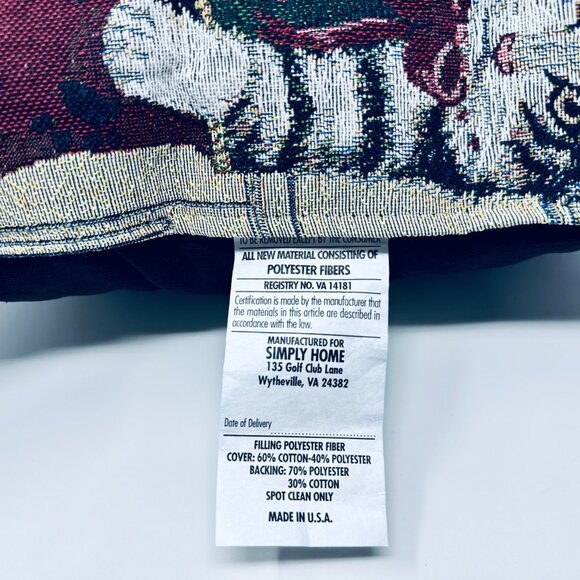 TO BE REMOVED EXCEPT BY THE CONSUMER
ALL NEW MATERIAL CONSISTING OF
POLYESTER FIBERS
REGISTRY NO. VA 14181
Certification is made by the manufacturer that
the materials in this article are described in
accordance with the law.
MANUFACTURED FOR
SIMPLY HOME
135 Golf Club Lane
Wytheville, VA 24382
Date of Delivery
FILLING POLYESTER FIBER
COVER: 60% COTTON-40% POLYESTER
BACKING: 70% POLYESTER
30% COTTON
SPOT CLEAN ONLY
MADE IN U.S.A.